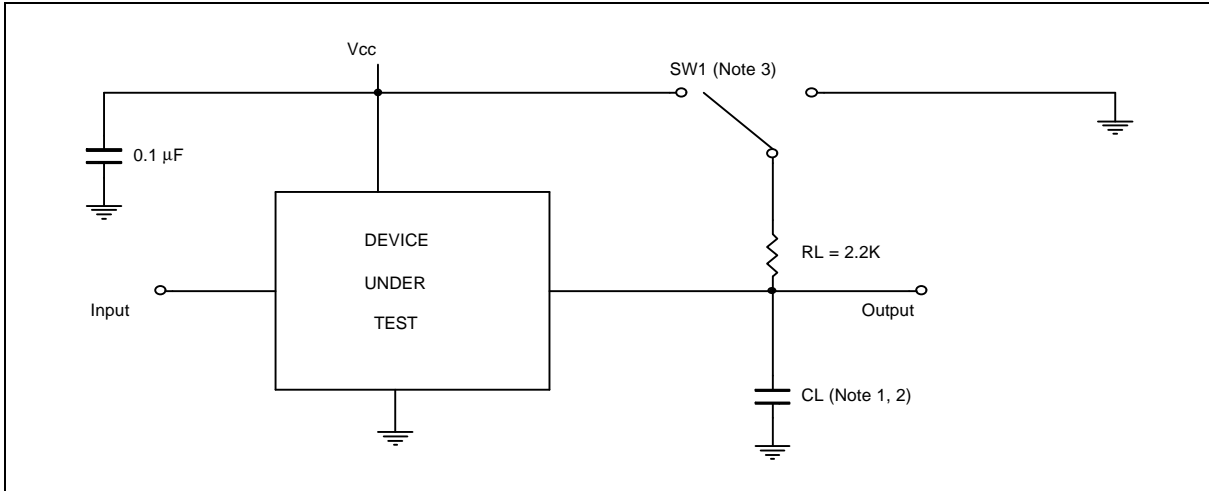 Vcc
SW1 (Note 3)
0.1 μF
DEVICE
UNDER
TEST
RL = 2.2K
Input
Output
CL (Note 1, 2)